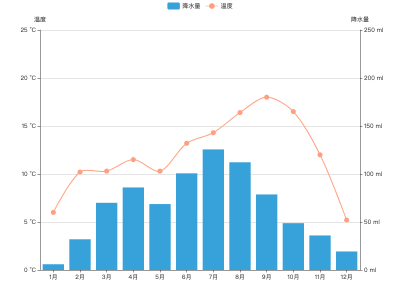 降水量 温度
温度 降水量
25 °C 250 ml
20 °C 200 ml
15 °C 150 ml
10 °C 100 ml
5 °C 50 ml
0 °C 0 ml
1月 2月 3月 4月 5月 6月 7月 8月 9月 10月 11月 12月